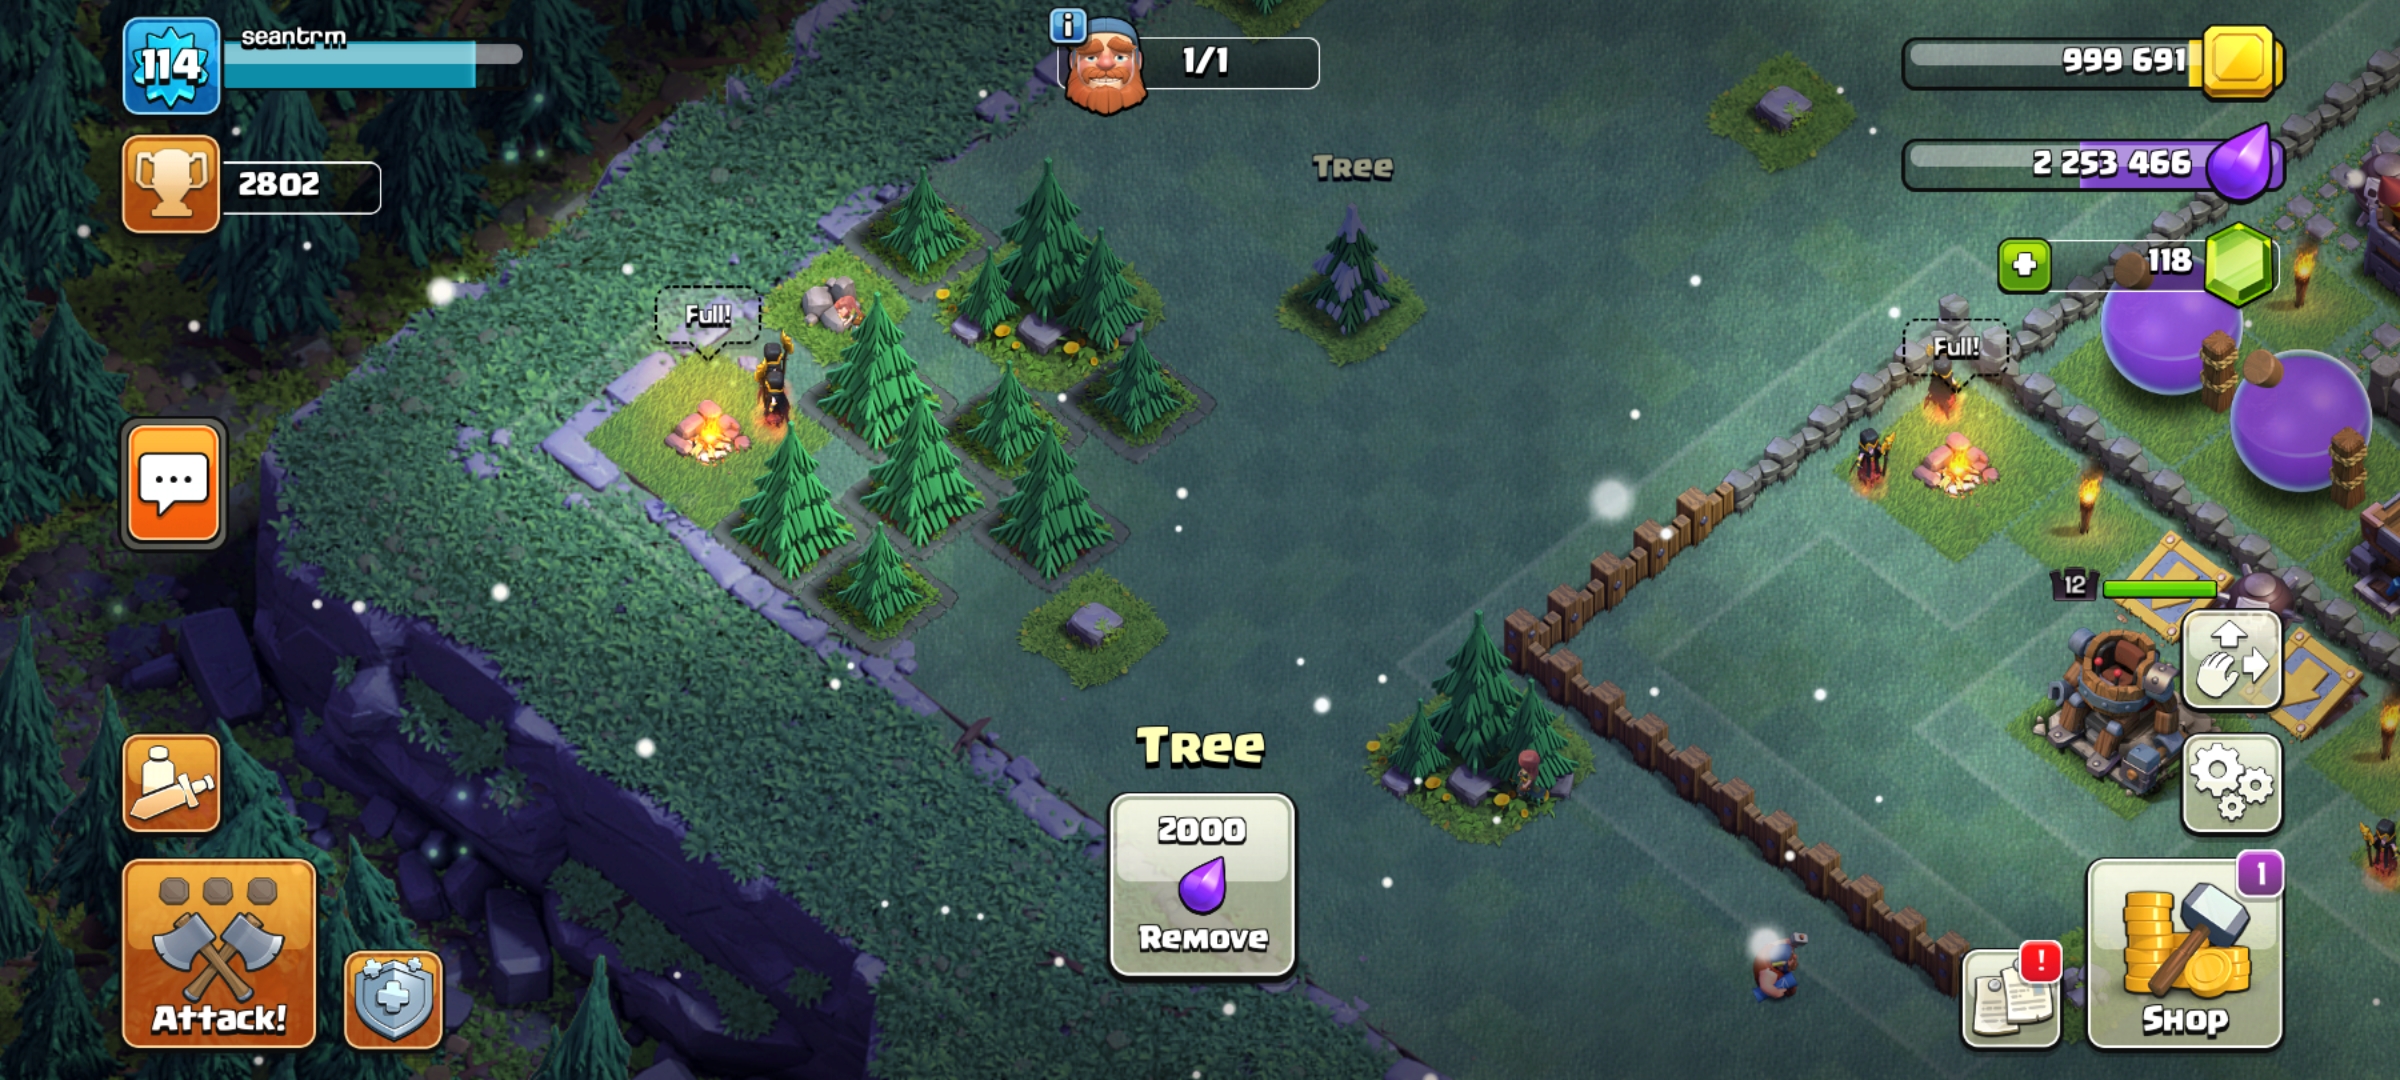 114
seantrm
1/1
999 691
2802
2 253 466
Tree
118
Full!
Full!
12
Tree
2000
Remove
1
!
Attack!
Shop